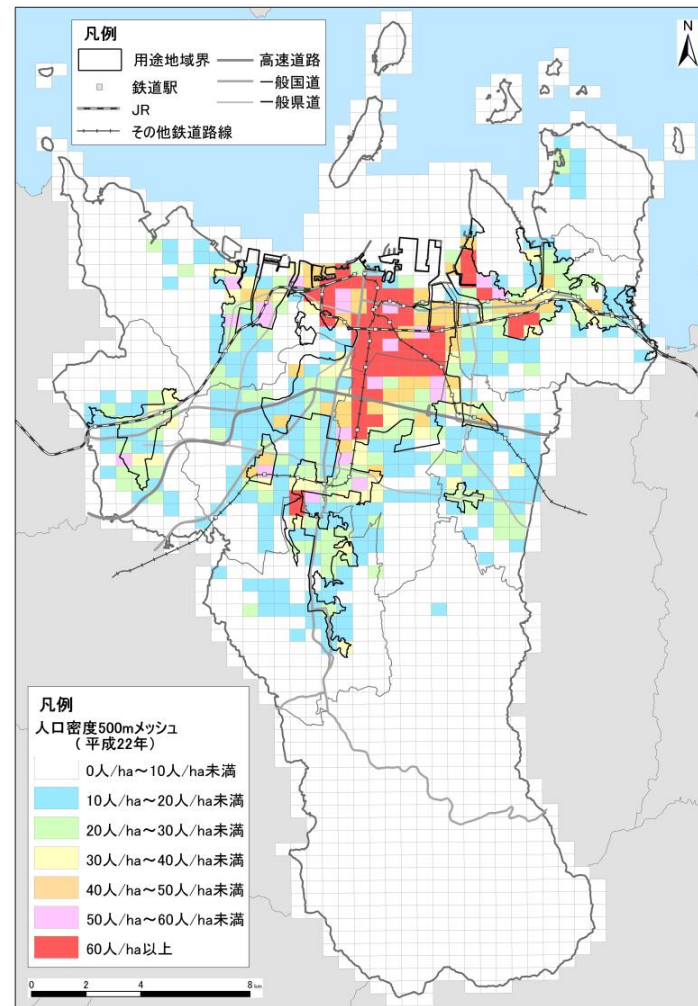 凡例
用途地域界
鉄道駅
JR
その他鉄道路線
高速道路
一般国道
一般県道
N
凡例
人口密度500mメッシュ
(平成22年)
0人/ha～10人/ha未満
10人/ha～20人/ha未満
20人/ha～30人/ha未満
30人/ha～40人/ha未満
40人/ha～50人/ha未満
50人/ha～60人/ha未満
60人/ha以上
0 2 4 8 km